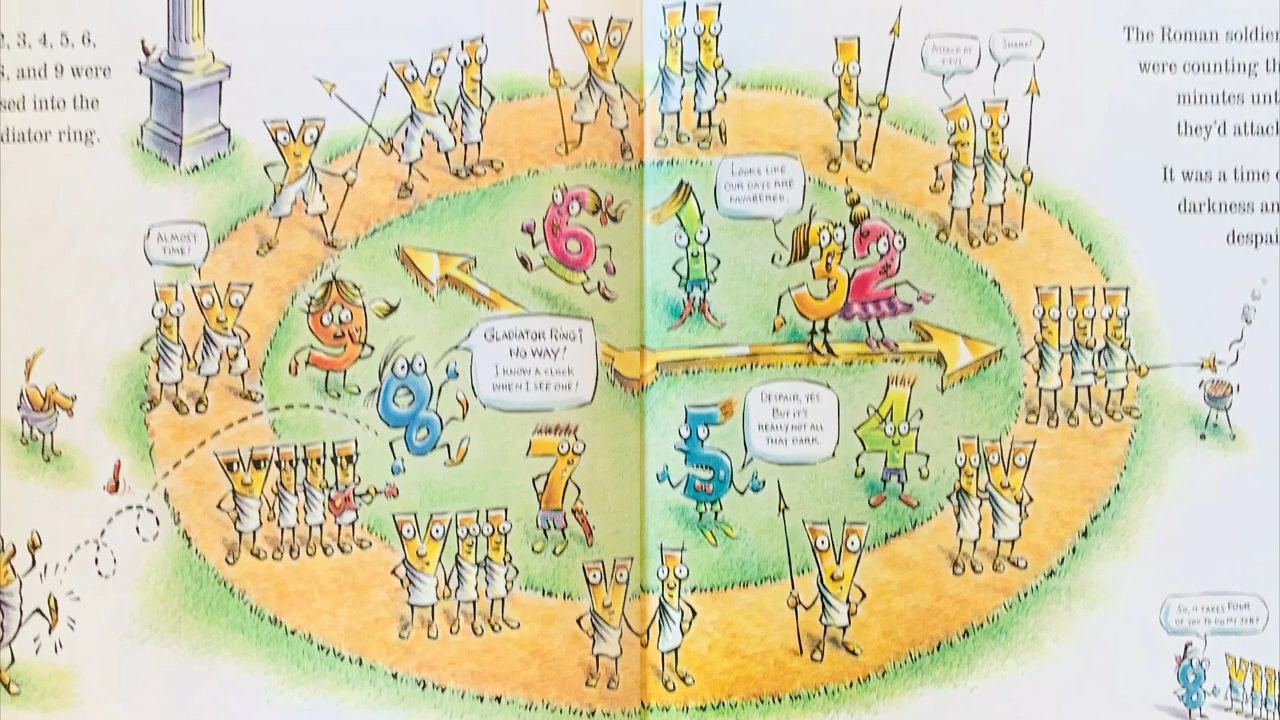 2, 3, 4, 5, 6,
8, and 9 were
sed into the
diator ring.
ALMOST
TIME!
GLADIATOR RING?
NO WAY!
I KNOW A CLOCK
WHEN I SEE ONE!
LOOKS LIKE
OUR DAYS ARE
NUMBERED.
DESPAIR, YES.
BUT IT'S
REALLY NOT ALL
THAT DARK.
ATTACK AT
The Roman soldier
were counting th
minutes unt
they'd attac
It was a time
darkness an
despai
SO, IT TAKES FOUR
OF YOU TO DO MY JOB?